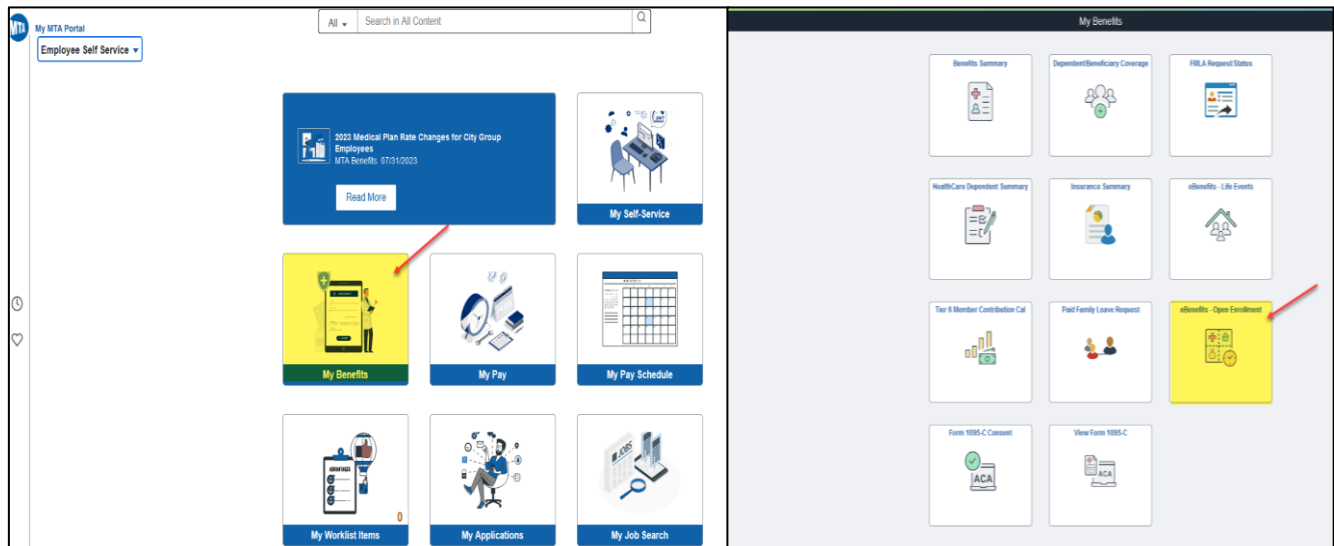 MTA
My MTA Portal
All
Search in All Content
Employee Self Service
2023 Medical Plan Rate Changes for City Group
Employees
MTA Benefits 07/31/2023
Read More
My Self-Service
My Benefits
My Pay
My Pay Schedule
ADVANTAGES
JOBS
0
My Worklist Items
My Applications
My Job Search
My Benefits
Benefits Summary
Dependent/Beneficiary Coverage
FMLA Request/Status
HealthCare Dependent Summary
Insurance Summary
eBenefits - Life Events
Tier 6 Member Contribution Cal
Paid Family Leave Request
eBenefits - Open Enrollment
Form 1095-C Consent
View Form 1095-C
ACA
ACA